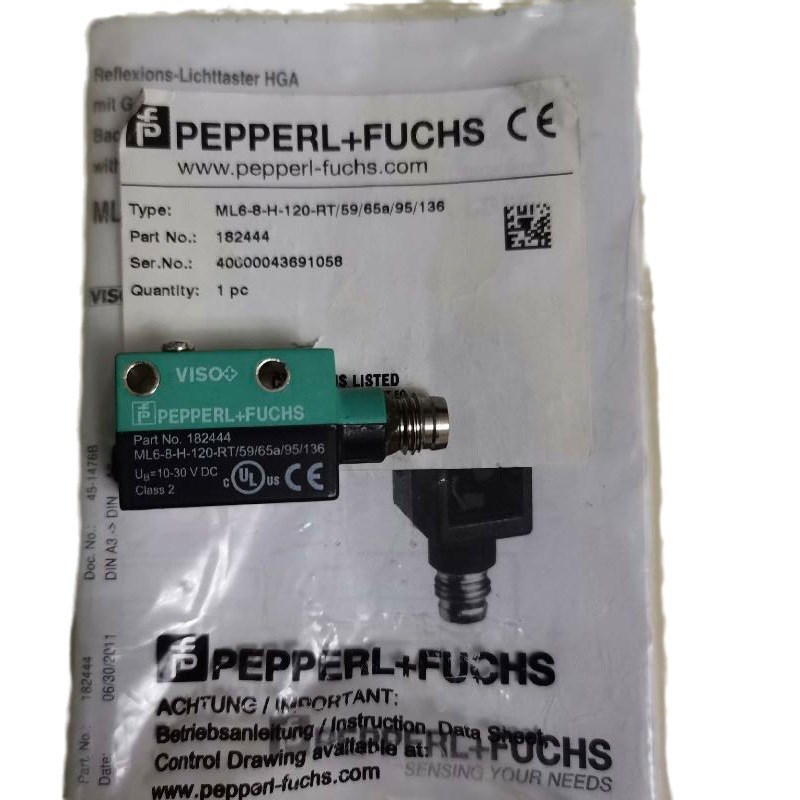 Reflexions-Lichttaster HGA
mit G
Bac
with
ML
VISO
PEPPERL+FUCHS CE
www.pepperl-fuchs.com
Type: ML6-8-H-120-RT/59/65a/95/136
Part No.: 182444
Ser.No.: 40000043691058
Quantity: 1 pc
US LISTED
VISO+
PEPPERL+FUCHS
Part No. 182444
ML6-8-H-120-RT/59/65a/95/136
UB=10-30 V DC
Class 2
C UL US CE
Doc. No.: 45-1476B
DIN A3 -> DIN
Part. No.: 182444
Date: 06/30/2011
PEPPERL+FUCHS
ACHTUNG / IMPORTANT:
Betriebsanleitung / Instruction, Data Sheet,
Control Drawing available at:
www.pepperl-fuchs.com
PEPPERL+FUCHS
SENSING YOUR NEEDS